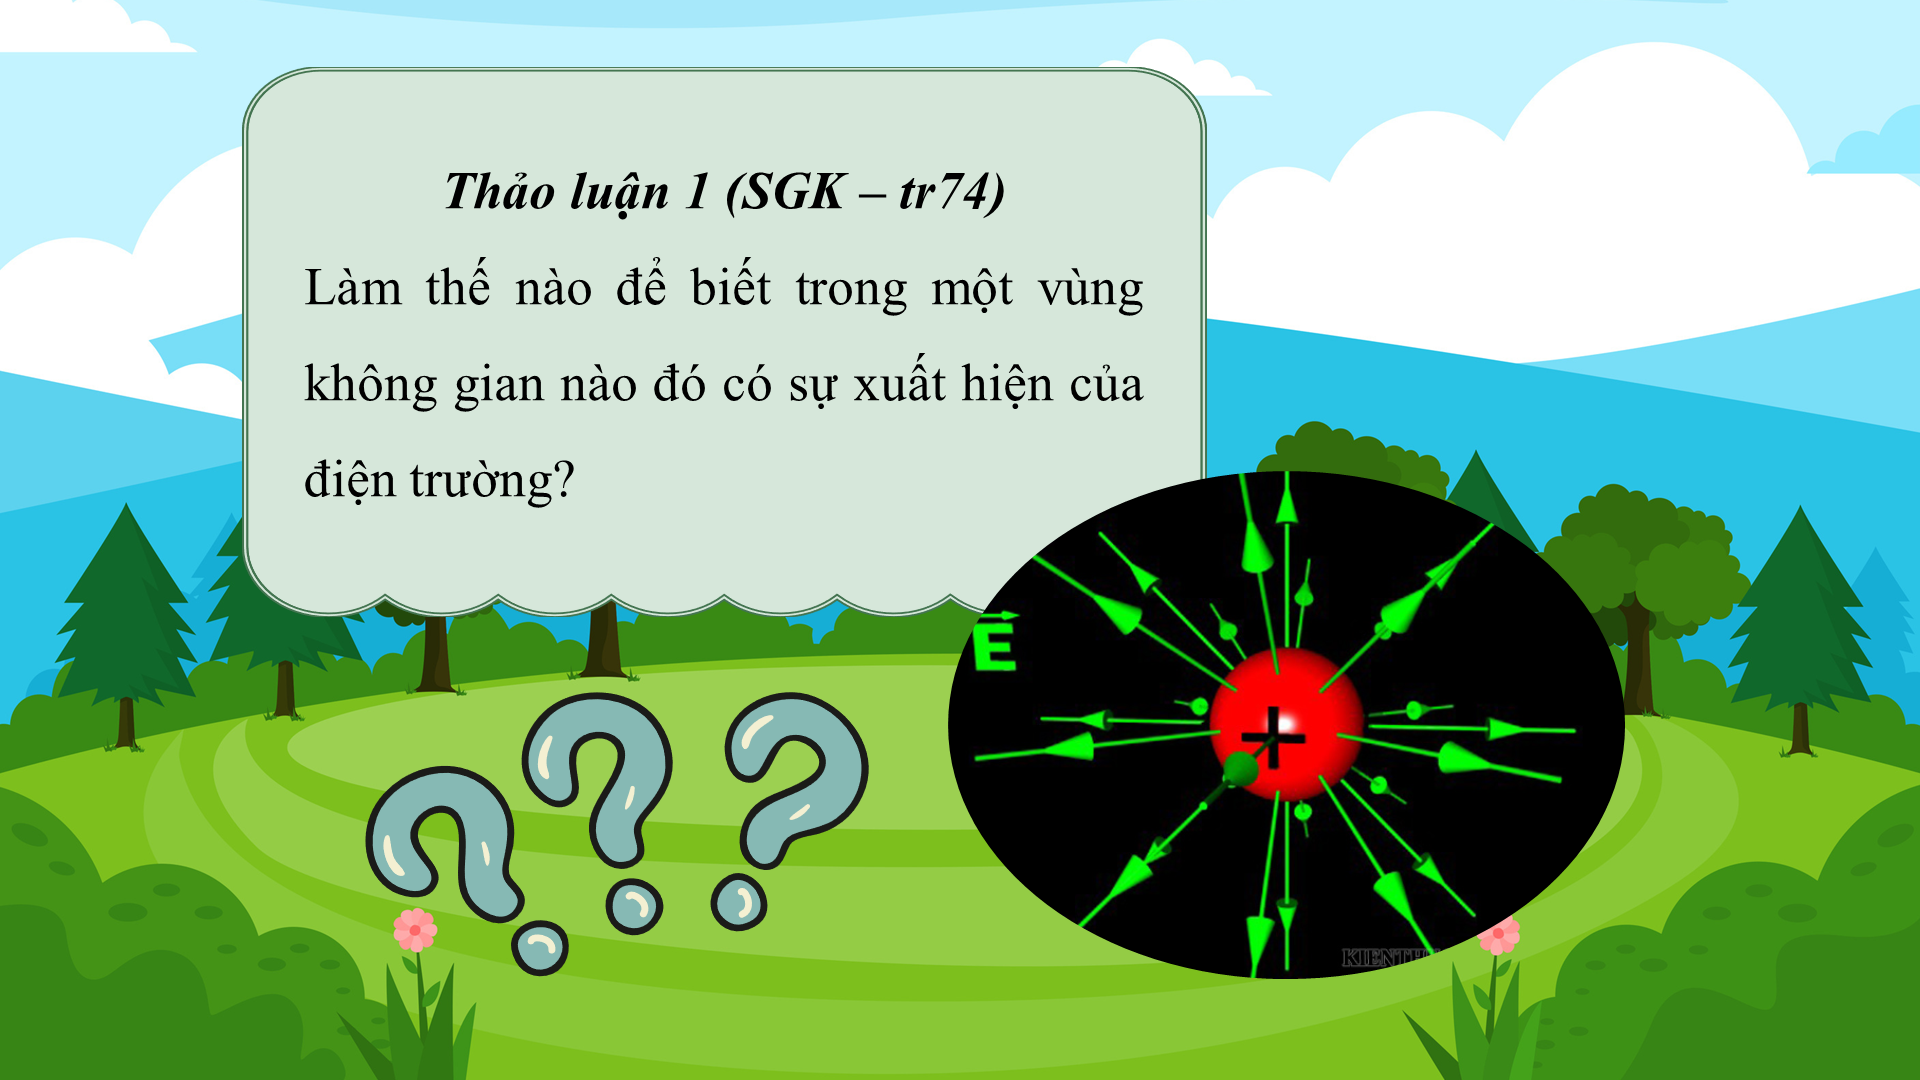 Thảo luận 1 (SGK – tr74)
Làm thế nào để biết trong một vùng
không gian nào đó có sự xuất hiện của
điện trường?
E
+